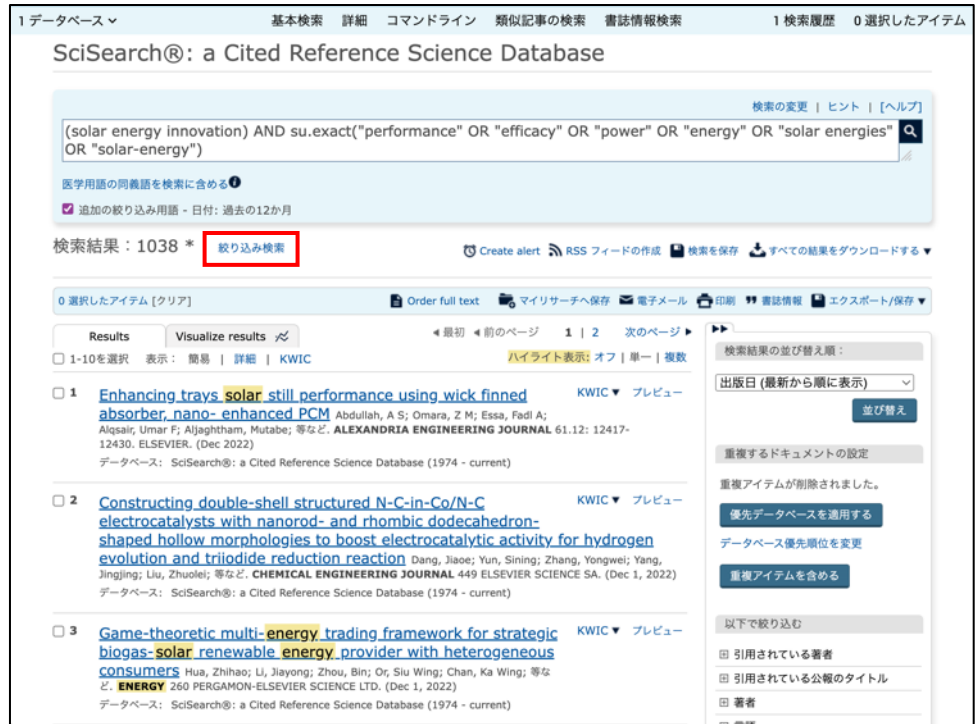 1 データベース 基本検索 詳細 コマンドライン 類似記事の検索 書誌情報検索 1 検索履歴 0 選択したアイテム
SciSearch®: a Cited Reference Science Database
検索の変更 | ヒント | [ヘルプ]
(solar energy innovation) AND su.exact("performance" OR "efficacy" OR "power" OR "energy" OR "solar energies"
OR "solar-energy")
医学用語の同義語を検索に含める
追加の絞り込み用語 - 日付: 過去の12か月
検索結果：1038 * 絞り込み検索 Create alert RSS フィードの作成 検索を保存 すべての結果をダウンロードする
0 選択したアイテム [クリア] Order full text マイリサーチへ保存 電子メール 印刷 書誌情報 エクスポート/保存
Results Visualize results 最初 前のページ 1 | 2 次のページ
1-10を選択 表示： 簡易 | 詳細 | KWIC ハイライト表示: オフ | 単一 | 複数
1 Enhancing trays solar still performance using wick finned KWIC プレビュー
absorber, nano- enhanced PCM Abdullah, A S; Omara, Z M; Essa, Fadl A;
Alqsair, Umar F; Aljaghtham, Mutabe; 等など. ALEXANDRIA ENGINEERING JOURNAL 61.12: 12417-
12430. ELSEVIER. (Dec 2022)
データベース: SciSearch®: a Cited Reference Science Database (1974 - current)
2 Constructing double-shell structured N-C-in-Co/N-C KWIC プレビュー
electrocatalysts with nanorod- and rhombic dodecahedron-
shaped hollow morphologies to boost electrocatalytic activity for hydrogen
evolution and triiodide reduction reaction Dang, Jiaoe; Yun, Sining; Zhang, Yongwei; Yang,
Jingjing; Liu, Zhuolei; 等など. CHEMICAL ENGINEERING JOURNAL 449 ELSEVIER SCIENCE SA. (Dec 1, 2022)
データベース: SciSearch®: a Cited Reference Science Database (1974 - current)
3 Game-theoretic multi-energy trading framework for strategic KWIC プレビュー
biogas-solar renewable energy provider with heterogeneous
consumers Hua, Zhihao; Li, Jiayong; Zhou, Bin; Or, Siu Wing; Chan, Ka Wing; 等な
ど. ENERGY 260 PERGAMON-ELSEVIER SCIENCE LTD. (Dec 1, 2022)
データベース: SciSearch®: a Cited Reference Science Database (1974 - current)
検索結果の並び替え順：
出版日 (最新から順に表示)
並び替え
重複するドキュメントの設定
重複アイテムが削除されました。
優先データベースを適用する
データベース優先順位を変更
重複アイテムを含める
以下で絞り込む
引用されている著者
引用されている公報のタイトル
著者